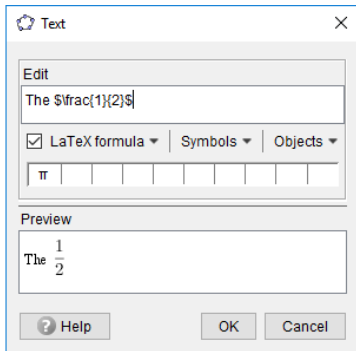 Text
Edit
The $\frac{1}{2}$
LaTeX formula Symbols Objects
π
Preview
The 1/2
Help OK Cancel